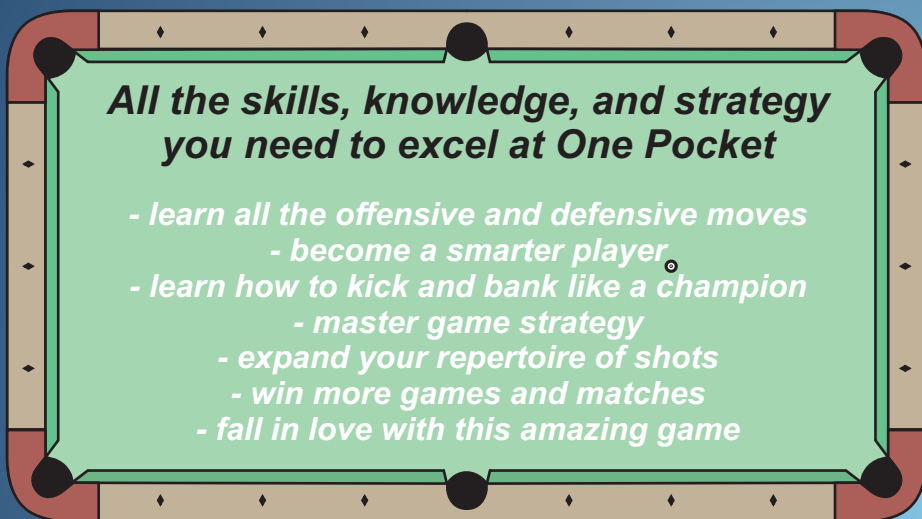 All the skills, knowledge, and strategy
you need to excel at One Pocket
- learn all the offensive and defensive moves
- become a smarter player
- learn how to kick and bank like a champion
- master game strategy
- expand your repertoire of shots
- win more games and matches
- fall in love with this amazing game